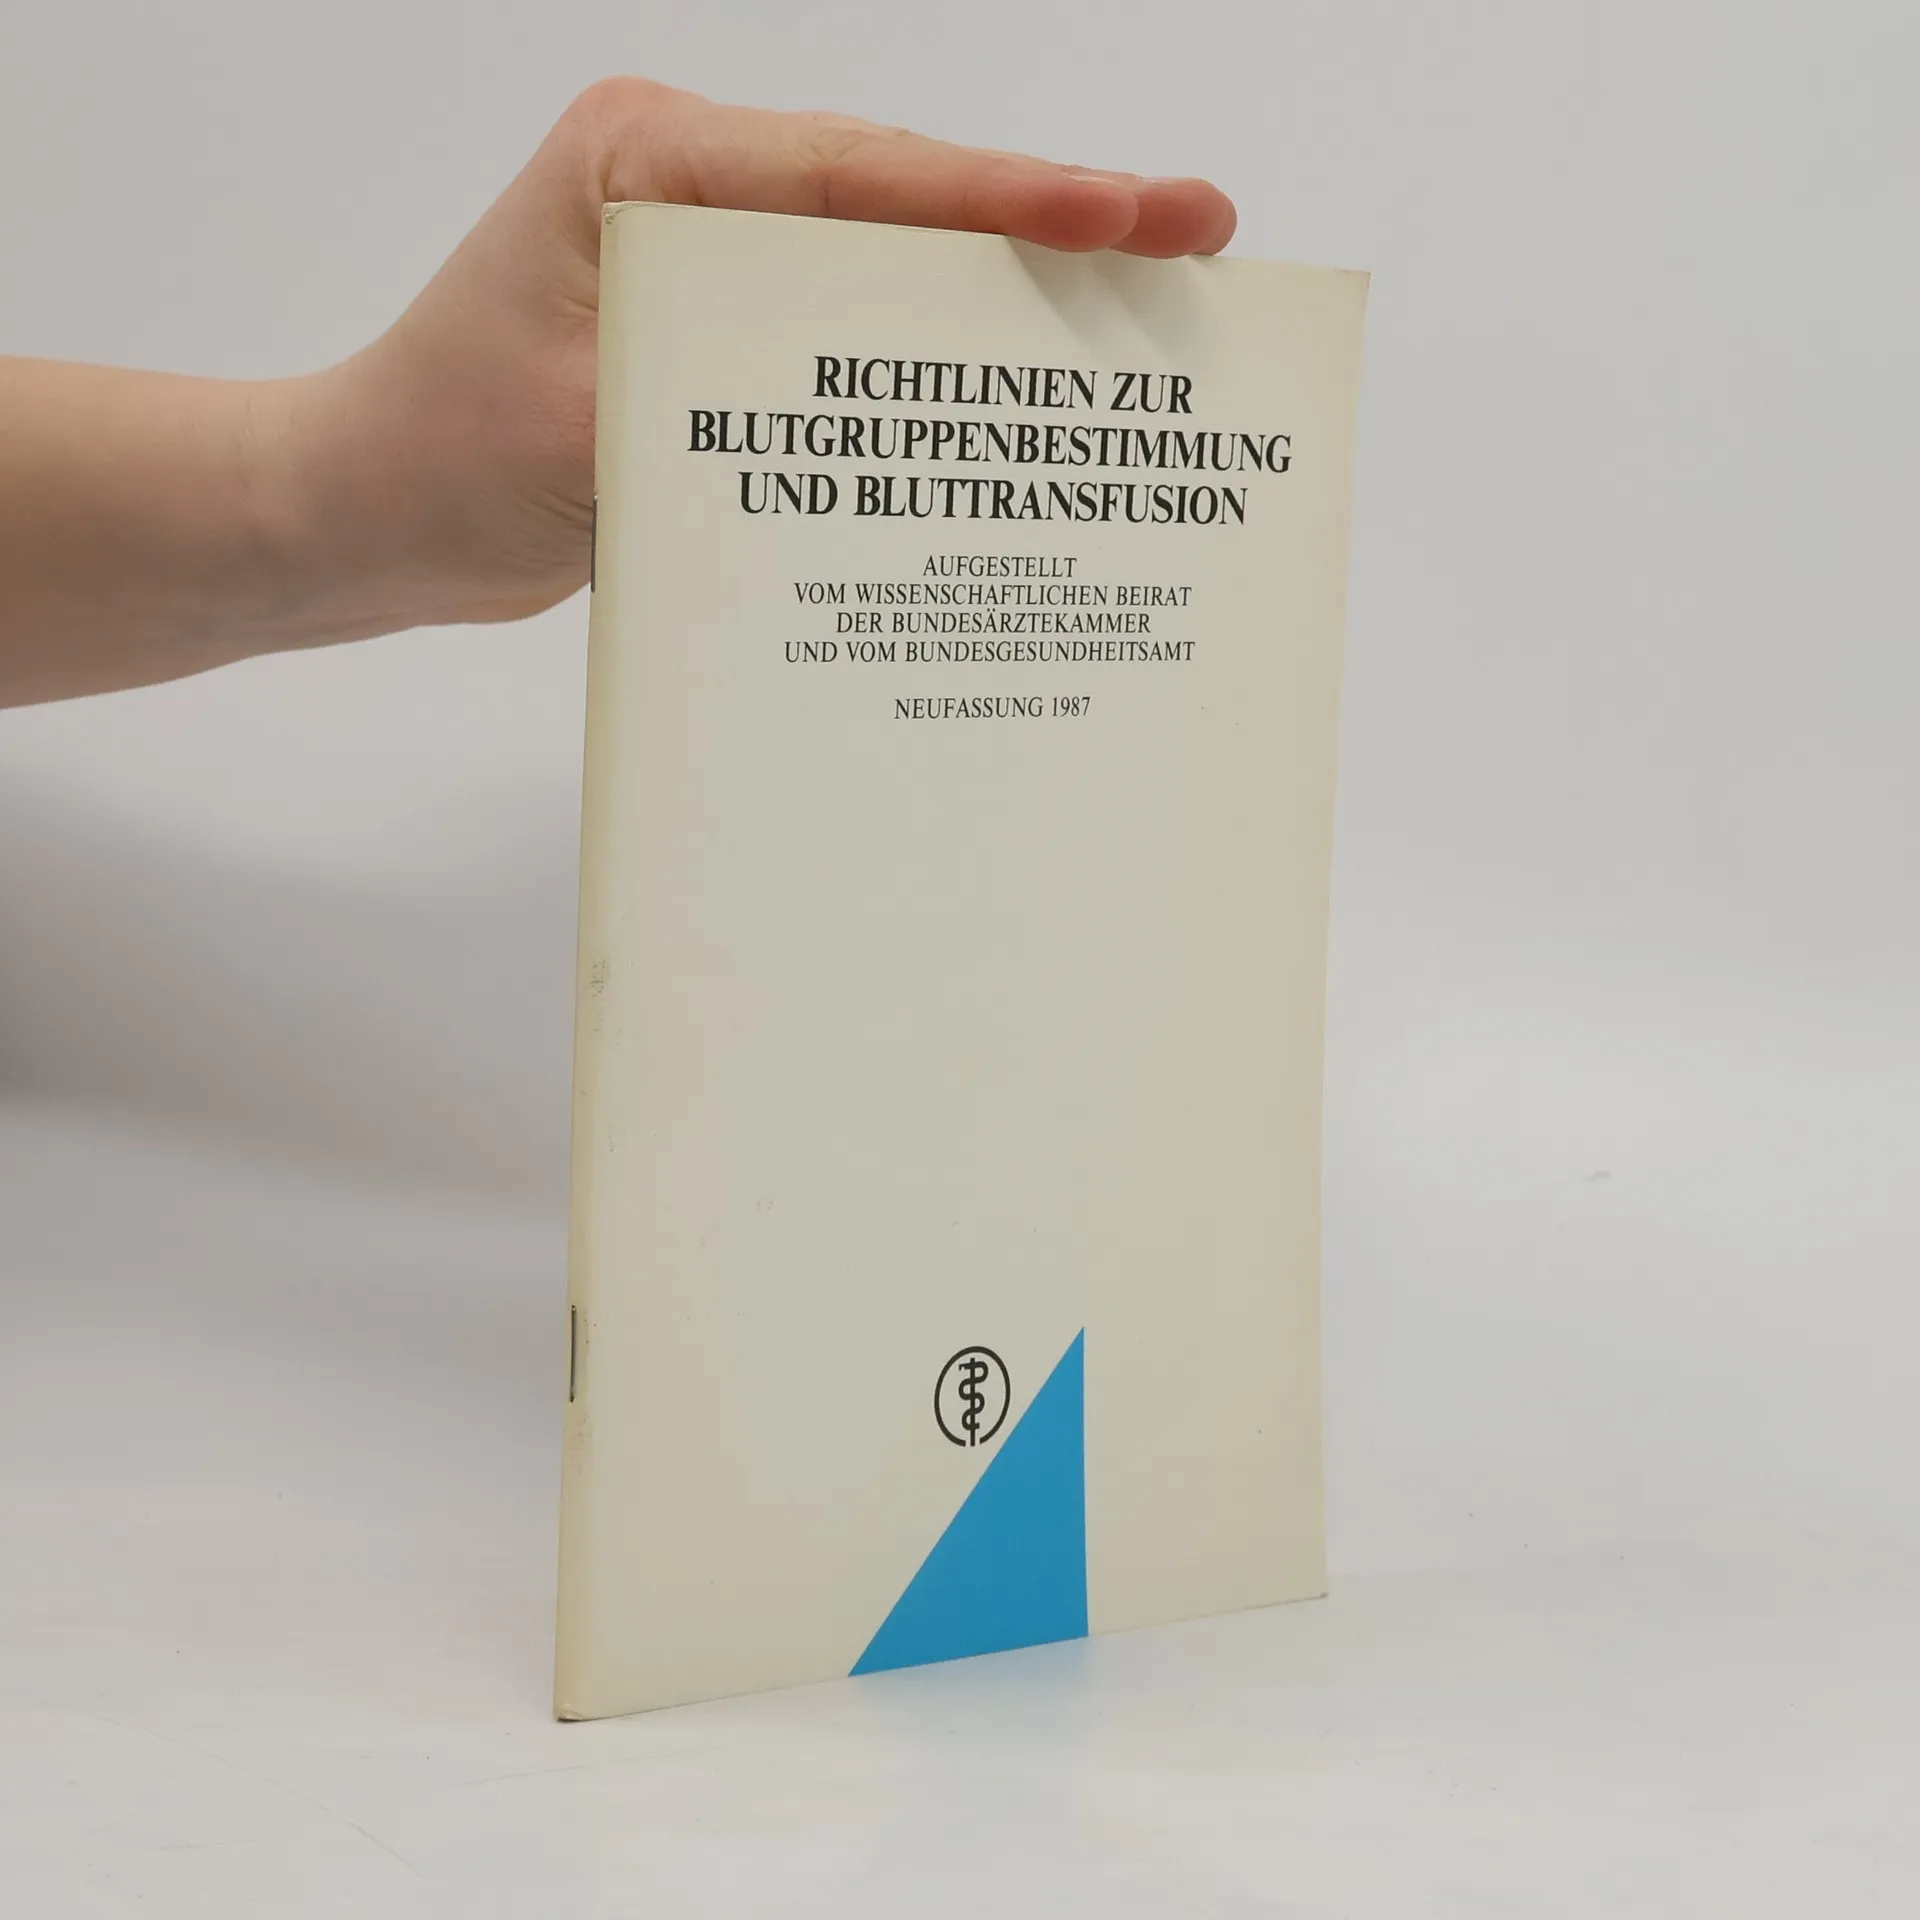 RICHTLINIEN ZUR
BLUTGRUPPENBESTIMMUNG
UND BLUTTRANSFUSION
AUFGESTELLT
VOM WISSENSCHAFTLICHEN BEIRAT
DER BUNDESÄRZTEKAMMER
UND VOM BUNDESGESUNDHEITSAMT
NEUFASSUNG 1987